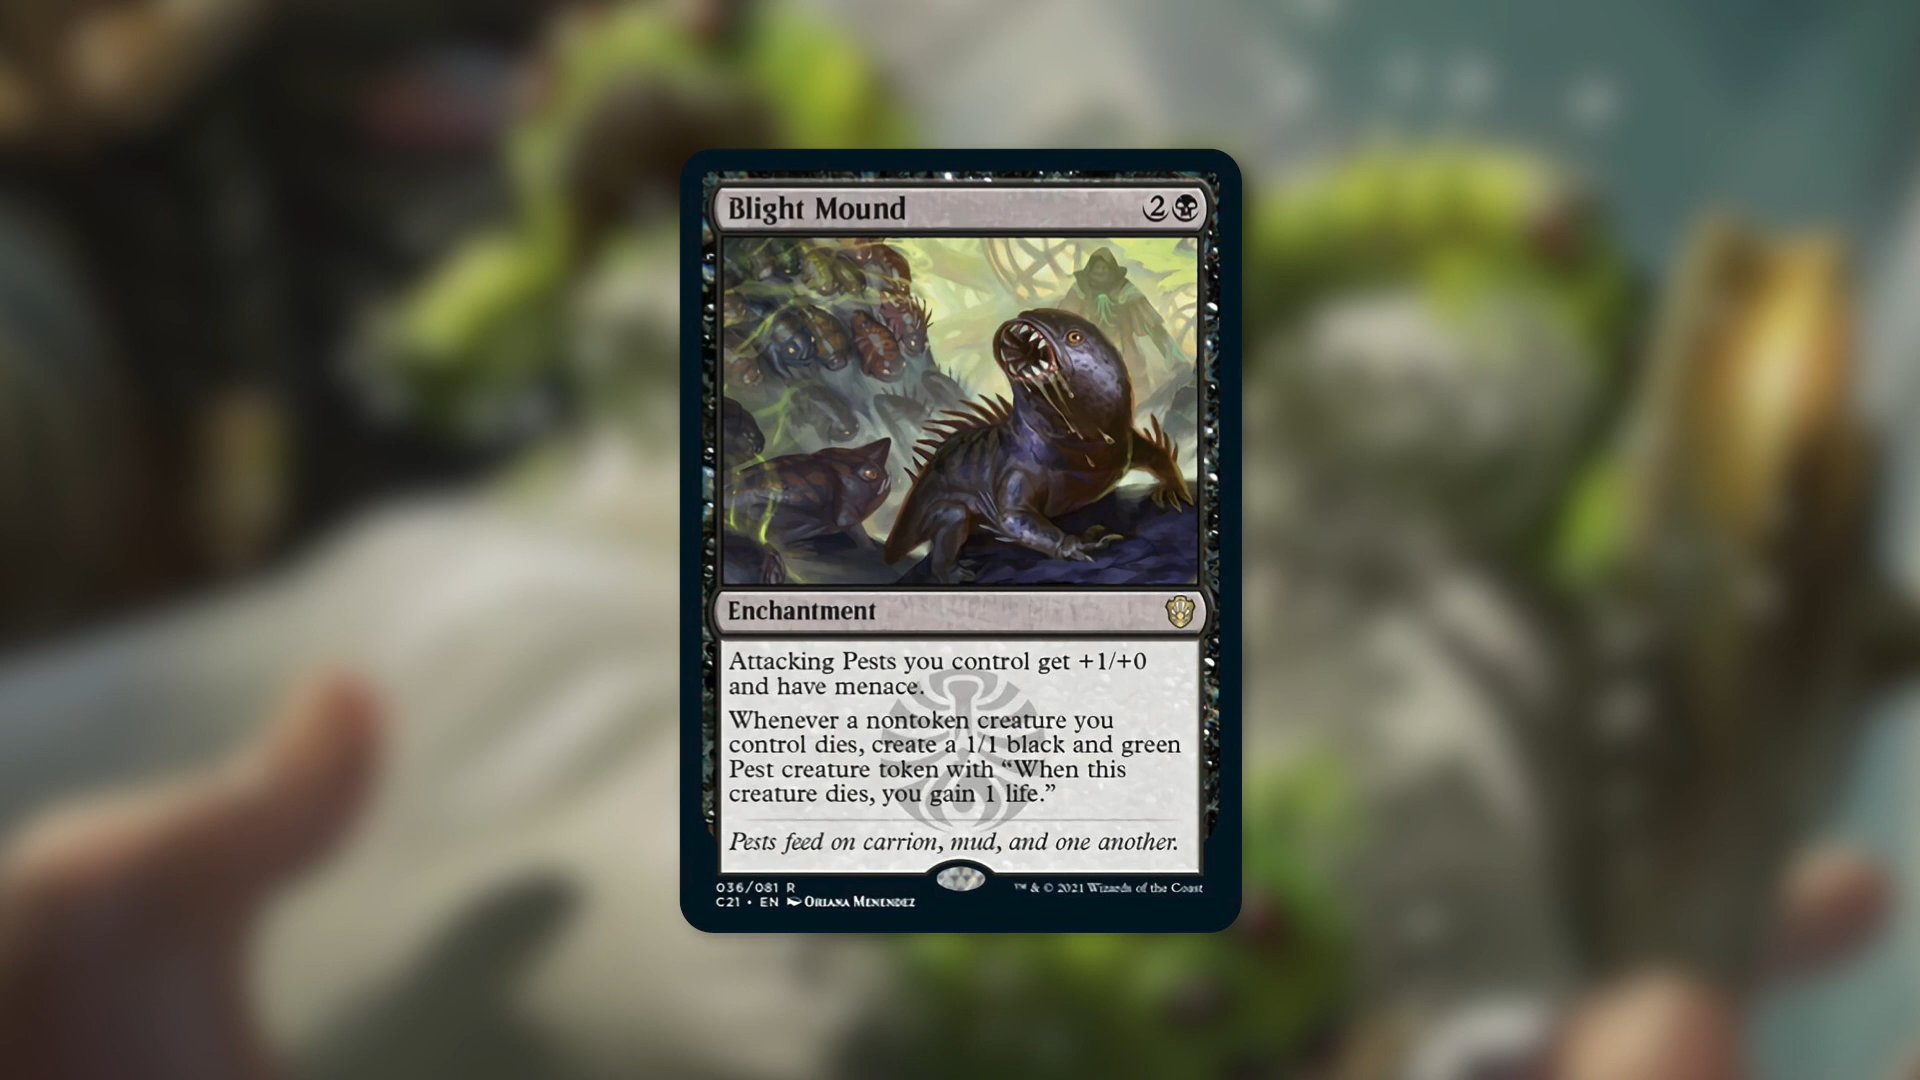 Blight Mound 2
Enchantment
Attacking Pests you control get +1/+0
and have menace.
Whenever a nontoken creature you
control dies, create a 1/1 black and green
Pest creature token with “When this
creature dies, you gain 1 life.”
Pests feed on carrion, mud, and one another.
036/081 R
™ & © 2021 Wizards of the Coast
C21 • EN Oriana Menendez